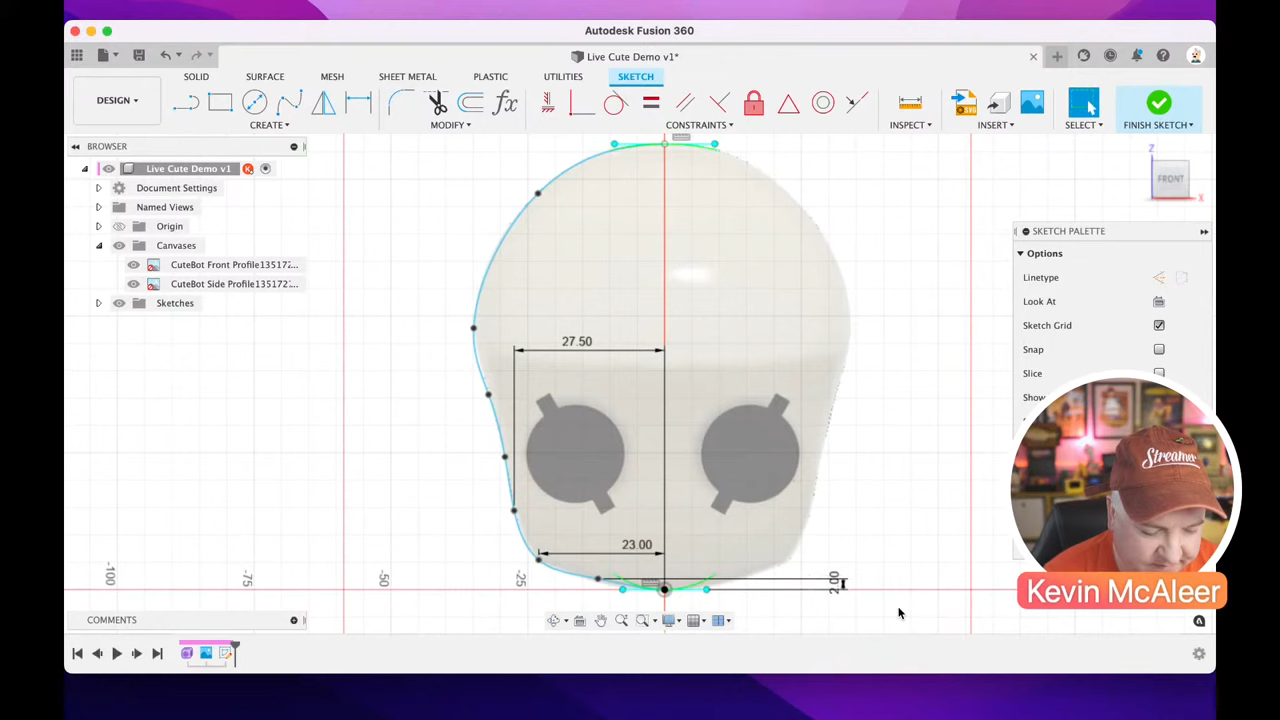 Autodesk Fusion 360
Live Cute Demo v1*
DESIGN
SOLID SURFACE MESH SHEET METAL PLASTIC UTILITIES SKETCH
CREATE MODIFY CONSTRAINTS INSPECT INSERT SELECT FINISH SKETCH
BROWSER
Live Cute Demo v1 K
Document Settings
Named Views
Origin
Canvases
CuteBot Front Profile135172...
CuteBot Side Profile135172...
Sketches
Z
FRONT
X
SKETCH PALETTE
Options
Linetype
Look At
Sketch Grid
Snap
Slice
Show
27.50
23.00
2.00
-100
-75
-50
-25
Streamer
Kevin McAleer
COMMENTS